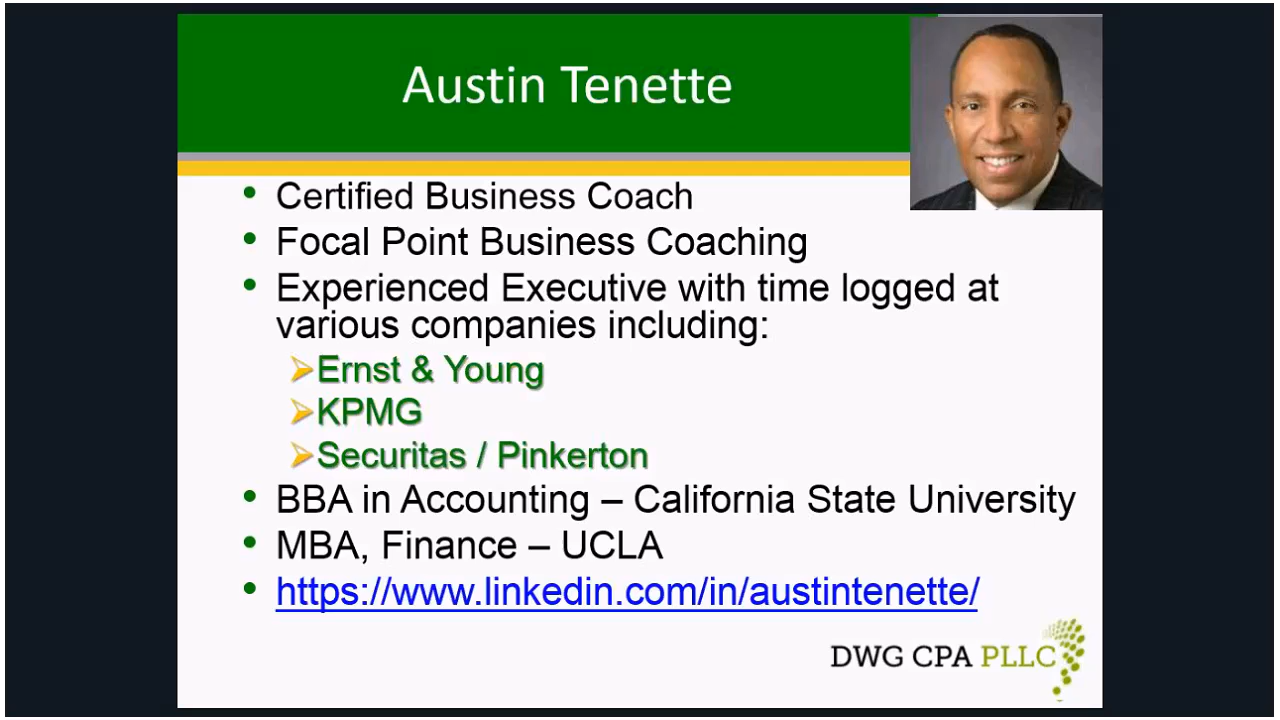 Austin Tenette
• Certified Business Coach
• Focal Point Business Coaching
• Experienced Executive with time logged at
various companies including:
➢Ernst & Young
➢KPMG
➢Securitas / Pinkerton
• BBA in Accounting – California State University
• MBA, Finance – UCLA
• https://www.linkedin.com/in/austintenette/
DWG CPA PLLC